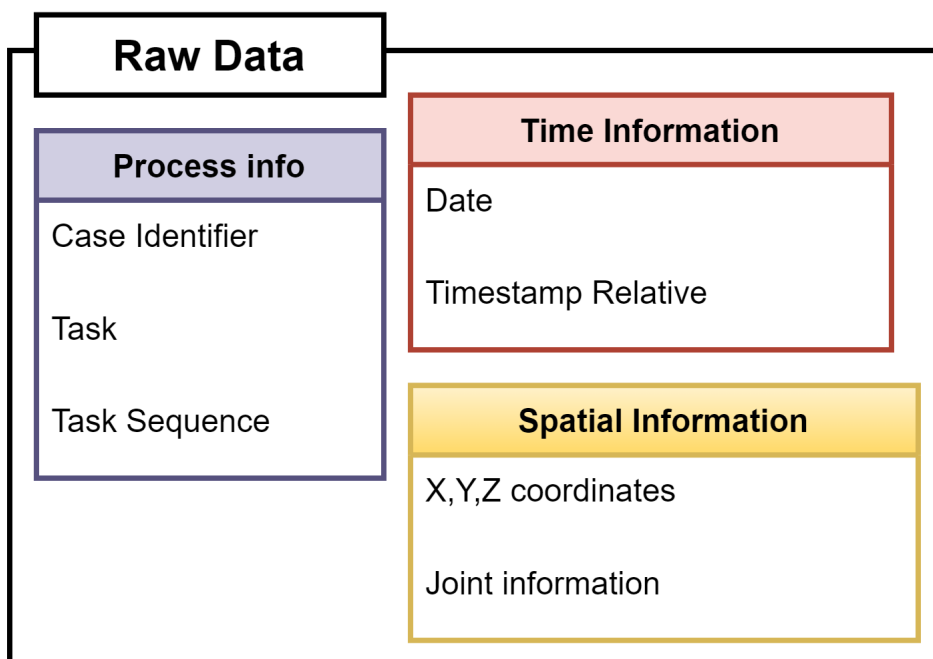 Raw Data
Process info
Case Identifier
Task
Task Sequence
Time Information
Date
Timestamp Relative
Spatial Information
X,Y,Z coordinates
Joint information